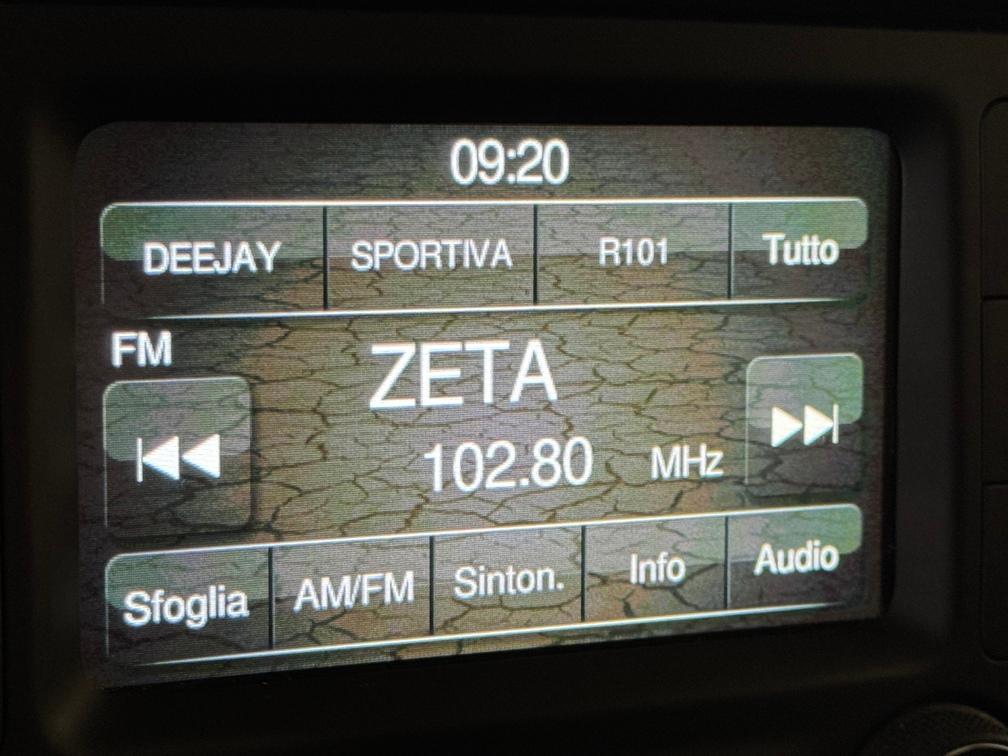 09:20
DEEJAY SPORTIVA R101 Tutto
FM
ZETA
102.80 MHz
Sfoglia AM/FM Sinton. Info Audio